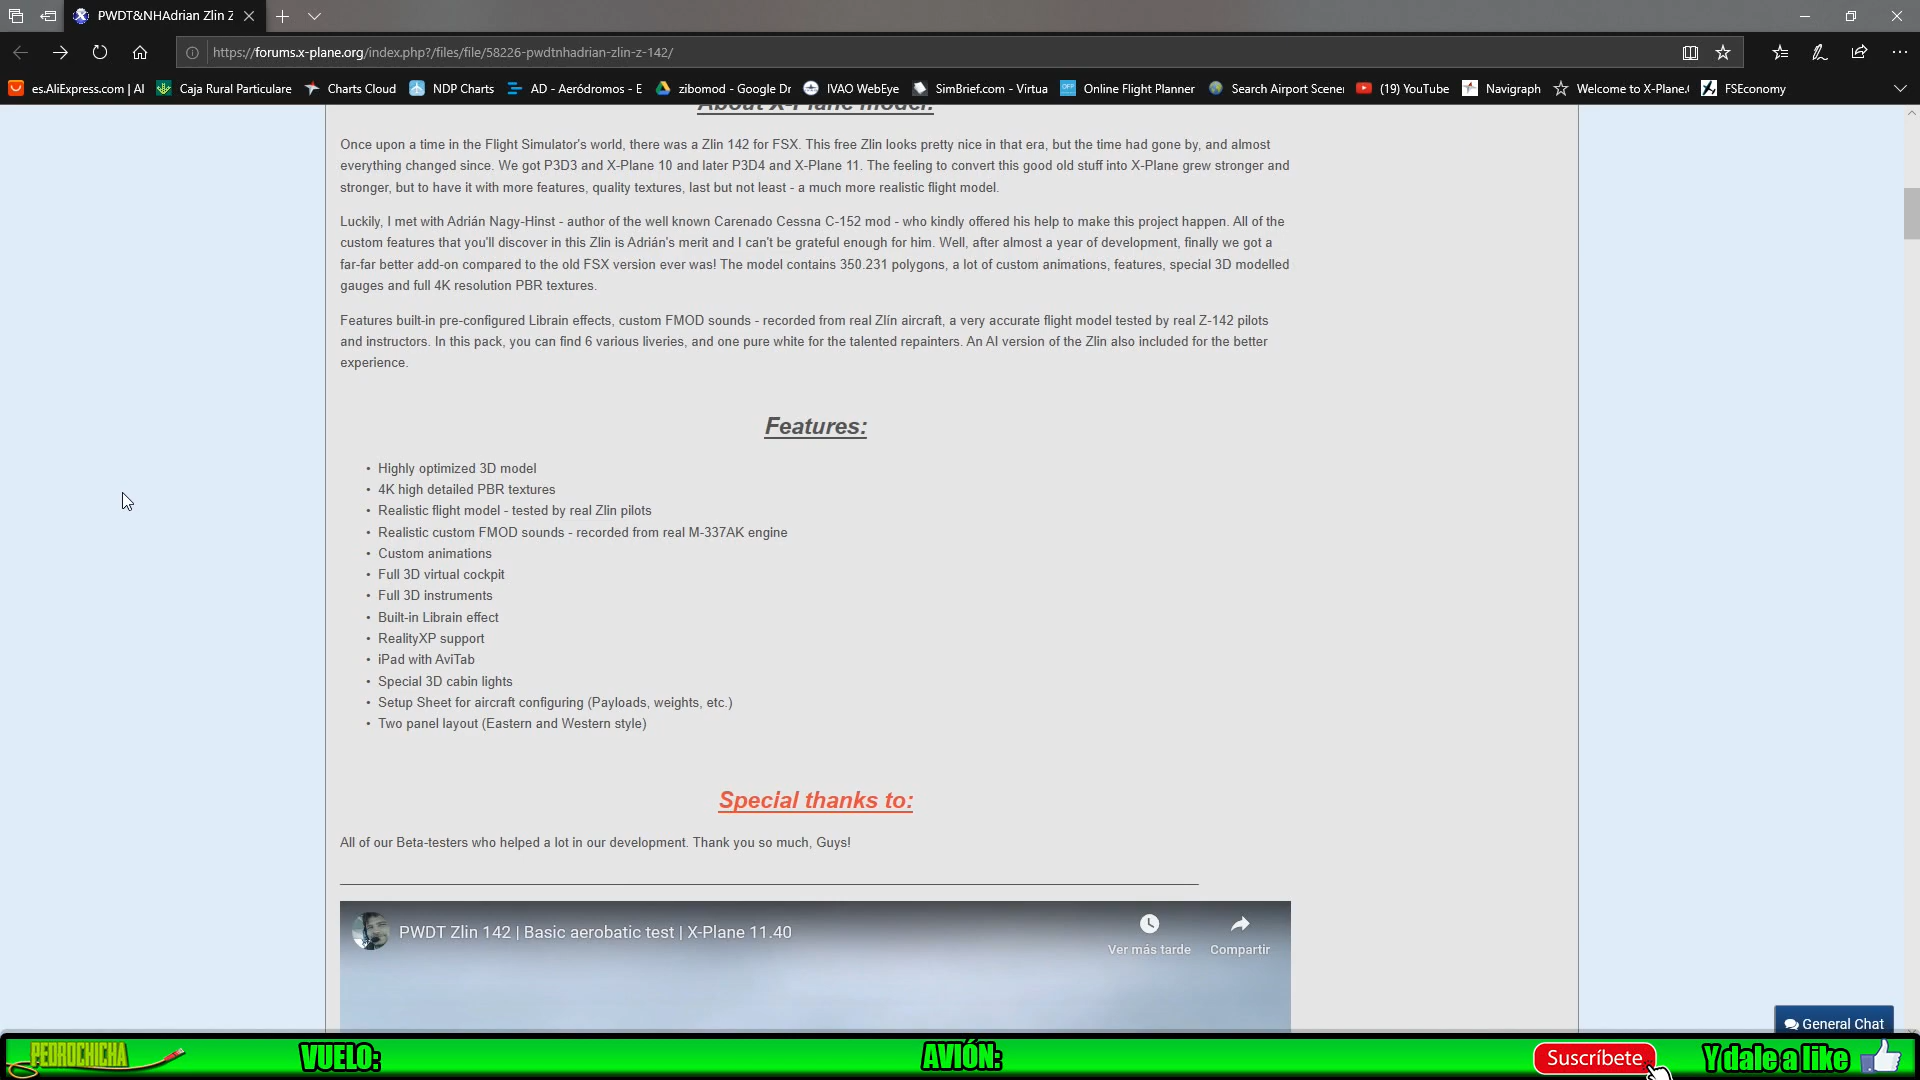 PWDT&NHAdrian Zlin Z
https://forums.x-plane.org/index.php?/files/file/58226-pwdtnhadrian-zlin-z-142/
es.AliExpress.com | Al
Caja Rural Particulare
Charts Cloud
NDP Charts
AD - Aeródromos - E
zibomod - Google Dr
IVAO WebEye
SimBrief.com - Virtua
Online Flight Planner
Search Airport Scener
(19) YouTube
Navigraph
Welcome to X-Plane.
FSEconomy
About X-Plane model:
Once upon a time in the Flight Simulator's world, there was a Zlin 142 for FSX. This free Zlin looks pretty nice in that era, but the time had gone by, and almost
everything changed since. We got P3D3 and X-Plane 10 and later P3D4 and X-Plane 11. The feeling to convert this good old stuff into X-Plane grew stronger and
stronger, but to have it with more features, quality textures, last but not least - a much more realistic flight model.
Luckily, I met with Adrián Nagy-Hinst - author of the well known Carenado Cessna C-152 mod - who kindly offered his help to make this project happen. All of the
custom features that you'll discover in this Zlin is Adrián's merit and I can't be grateful enough for him. Well, after almost a year of development, finally we got a
far-far better add-on compared to the old FSX version ever was! The model contains 350.231 polygons, a lot of custom animations, features, special 3D modelled
gauges and full 4K resolution PBR textures.
Features built-in pre-configured Librain effects, custom FMOD sounds - recorded from real Zlín aircraft, a very accurate flight model tested by real Z-142 pilots
and instructors. In this pack, you can find 6 various liveries, and one pure white for the talented repainters. An AI version of the Zlin also included for the better
experience.
Features:
• Highly optimized 3D model
• 4K high detailed PBR textures
• Realistic flight model - tested by real Zlin pilots
• Realistic custom FMOD sounds - recorded from real M-337AK engine
• Custom animations
• Full 3D virtual cockpit
• Full 3D instruments
• Built-in Librain effect
• RealityXP support
• iPad with AviTab
• Special 3D cabin lights
• Setup Sheet for aircraft configuring (Payloads, weights, etc.)
• Two panel layout (Eastern and Western style)
Special thanks to:
All of our Beta-testers who helped a lot in our development. Thank you so much, Guys!
PWDT Zlin 142 | Basic aerobatic test | X-Plane 11.40
Ver más tarde
Compartir
General Chat
PEDROCHICHA
VUELO:
AVIÓN:
Suscríbete
Y dale a like